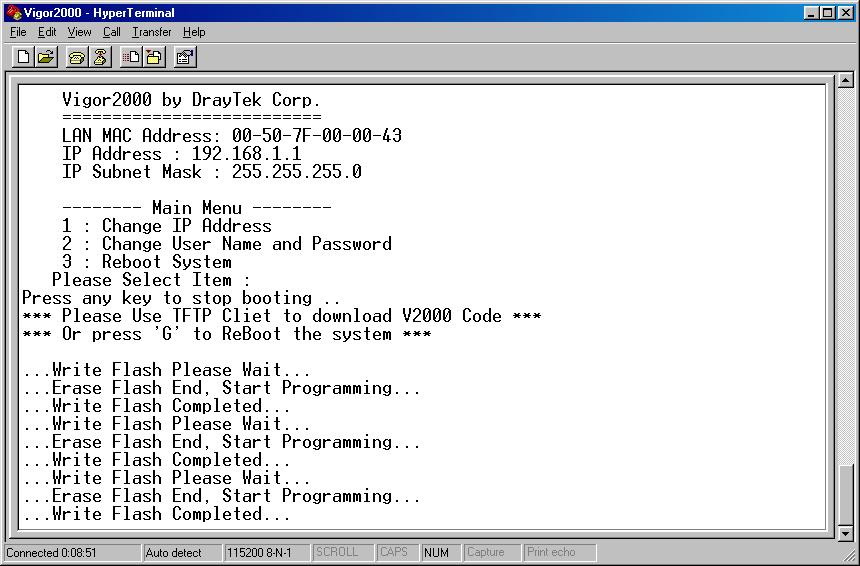 Vigor2000 - HyperTerminal
File Edit View Call Transfer Help
Vigor2000 by DrayTek Corp.
==========================
LAN MAC Address: 00-50-7F-00-00-43
IP Address : 192.168.1.1
IP Subnet Mask : 255.255.255.0
-------- Main Menu --------
1 : Change IP Address
2 : Change User Name and Password
3 : Reboot System
Please Select Item :
Press any key to stop booting ..
*** Please Use TFTP Cliet to download V2000 Code ***
*** Or press 'G' to ReBoot the system ***
...Write Flash Please Wait...
...Erase Flash End, Start Programming...
...Write Flash Completed...
...Write Flash Please Wait...
...Erase Flash End, Start Programming...
...Write Flash Completed...
...Write Flash Please Wait...
...Erase Flash End, Start Programming...
...Write Flash Completed...
Connected 0:08:51 Auto detect 115200 8-N-1 SCROLL CAPS NUM Capture Print echo